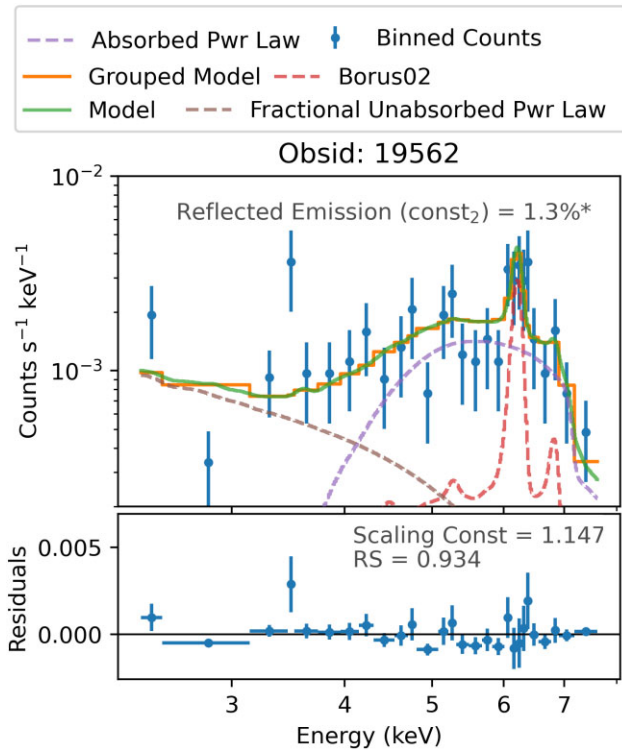 Absorbed Pwr Law Binned Counts
Grouped Model Borus02
Model Fractional Unabsorbed Pwr Law
Obsid: 19562
10⁻²
Reflected Emission (const₂) = 1.3%*
10⁻³
Counts s⁻¹ keV⁻¹
Scaling Const = 1.147
RS = 0.934
0.005
0.000
Residuals
3 4 5 6 7
Energy (keV)